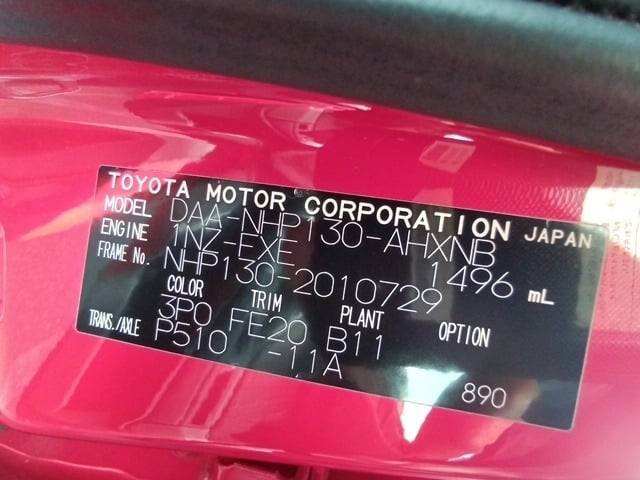 TOYOTA MOTOR CORPORATION JAPAN
MODEL DAA-NHP130-AHXNB
ENGINE 1NZ-EXE 1496 mL
FRAME No. NHP130-2010729
COLOR TRIM PLANT OPTION
3P0 FE20 B11
TRANS./AXLE P510 -11A
890